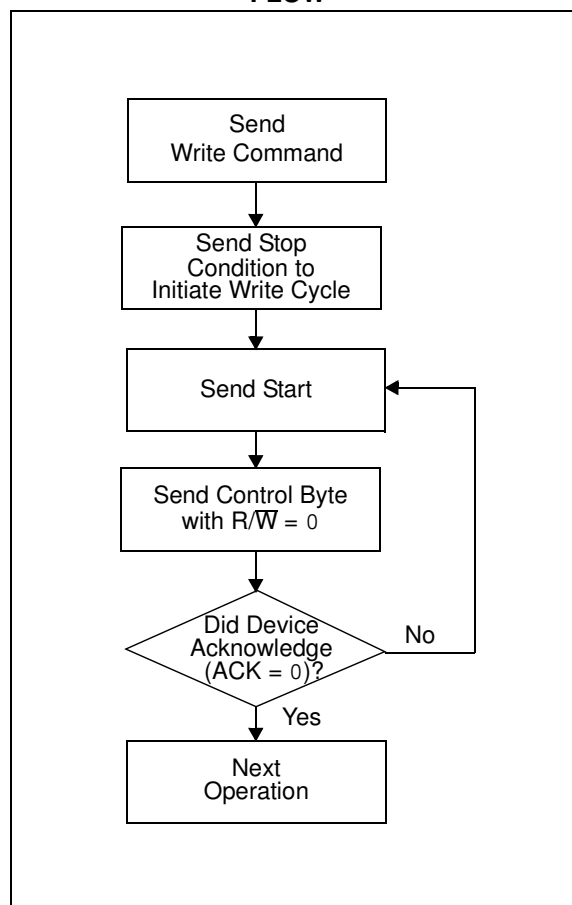 FLOW
Send
Write Command
Send Stop
Condition to
Initiate Write Cycle
Send Start
Send Control Byte
with R/W̅ = 0
Did Device
Acknowledge
(ACK = 0)?
No
Yes
Next
Operation